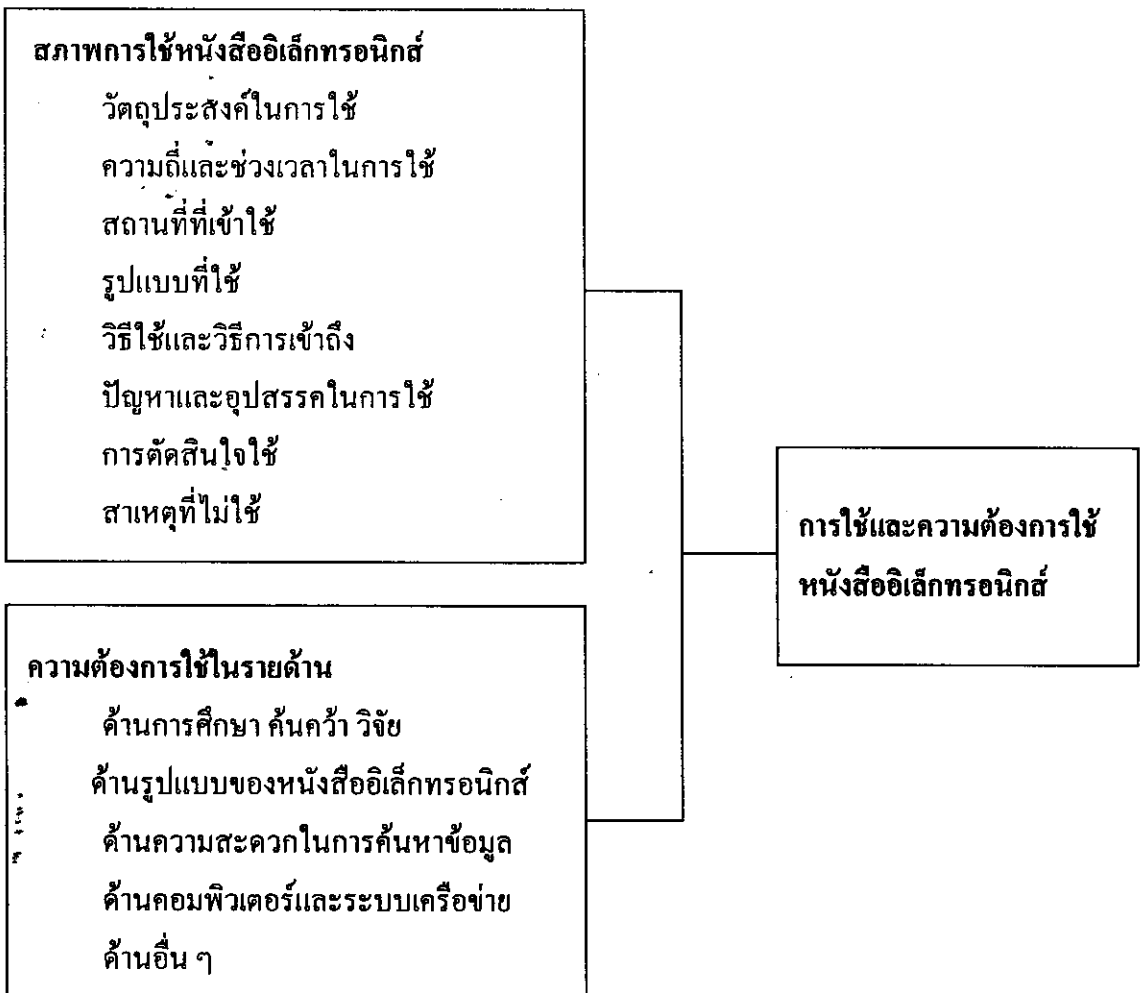 สภาพการใช้หนังสืออิเล็กทรอนิกส์
วัตถุประสงค์ในการใช้
ความถี่และช่วงเวลาในการใช้
สถานที่ที่เข้าใช้
รูปแบบที่ใช้
วิธีใช้และวิธีการเข้าถึง
ปัญหาและอุปสรรคในการใช้
การตัดสินใจใช้
สาเหตุที่ไม่ใช้
ความต้องการใช้ในรายด้าน
ด้านการศึกษา ค้นคว้า วิจัย
ด้านรูปแบบของหนังสืออิเล็กทรอนิกส์
ด้านความสะดวกในการค้นหาข้อมูล
ด้านคอมพิวเตอร์และระบบเครือข่าย
ด้านอื่น ๆ
การใช้และความต้องการใช้
หนังสืออิเล็กทรอนิกส์